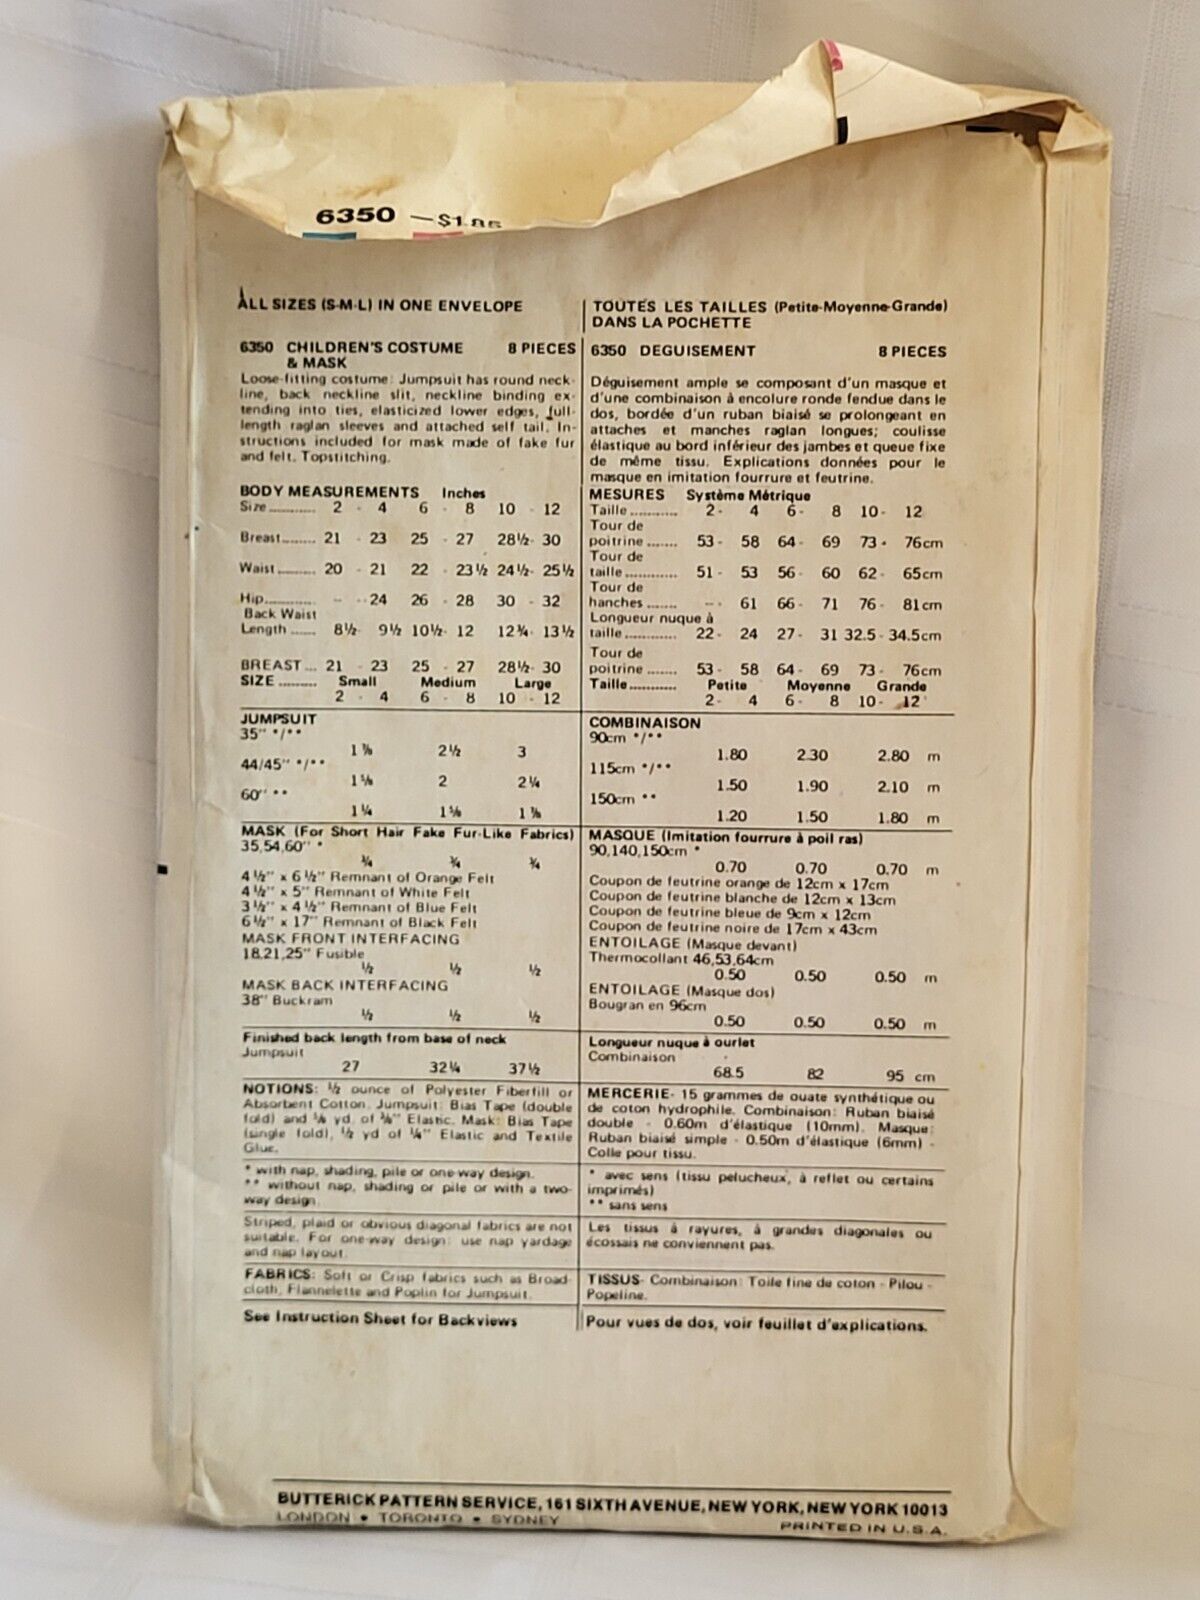 6350 — $1.85
ALL SIZES (S-M-L) IN ONE ENVELOPE
6350 CHILDREN'S COSTUME 8 PIECES
& MASK
Loose-fitting costume: Jumpsuit has round neck-
line, back neckline slit, neckline binding ex-
tending into ties, elasticized lower edges, full-
length raglan sleeves and attached self tail. In-
structions included for mask made of fake fur
and felt. Topstitching.
BODY MEASUREMENTS Inches
Size............ 2 - 4 6 - 8 10 - 12
Breast........ 21 - 23 25 - 27 28½- 30
Waist......... 20 - 21 22 - 23½ 24½- 25½
Hip............ - - -24 26 - 28 30 - 32
Back Waist
Length ...... 8½- 9½ 10½- 12 12¾- 13½
BREAST ... 21 - 23 25 - 27 28½- 30
SIZE ......... Small Medium Large
2 - 4 6 - 8 10 - 12
JUMPSUIT
35" */**
1⅞ 2½ 3
44/45" */**
1⅝ 2 2¼
60" **
1¼ 1⅝ 1⅞
MASK (For Short Hair Fake Fur-Like Fabrics)
35,54,60" *
¾ ¾ ¾
4½" x 6½" Remnant of Orange Felt
4½" x 5" Remnant of White Felt
3½" x 4½" Remnant of Blue Felt
6½" x 17" Remnant of Black Felt
MASK FRONT INTERFACING
18,21,25" Fusible
½ ½ ½
MASK BACK INTERFACING
38" Buckram
½ ½ ½
Finished back length from base of neck
Jumpsuit
27 32¼ 37½
NOTIONS: ½ ounce of Polyester Fiberfill or
Absorbent Cotton. Jumpsuit: Bias Tape (double
fold) and ⅝ yd. of ⅜" Elastic. Mask: Bias Tape
(single fold), ½ yd of ¼" Elastic and Textile
Glue.
* with nap, shading, pile or one-way design.
** without nap, shading or pile or with a two-
way design.
Striped, plaid or obvious diagonal fabrics are not
suitable. For one-way design: use nap yardage
and nap layout.
FABRICS: Soft or Crisp fabrics such as Broad-
cloth, Flannelette and Poplin for Jumpsuit.
See Instruction Sheet for Backviews
TOUTES LES TAILLES (Petite-Moyenne-Grande)
DANS LA POCHETTE
6350 DEGUISEMENT 8 PIECES
Déguisement ample se composant d'un masque et
d'une combinaison à encolure ronde fendue dans le
dos, bordée d'un ruban biaisé se prolongeant en
attaches et manches raglan longues; coulisse
élastique au bord inférieur des jambes et queue fixe
de même tissu. Explications données pour le
masque en imitation fourrure et feutrine.
MESURES Système Métrique
Taille ............ 2- 4 6- 8 10- 12
Tour de
poitrine ....... 53 - 58 64 - 69 73 - 76cm
Tour de
taille ............ 51 - 53 56 - 60 62 - 65cm
Tour de
hanches ....... - - 61 66 - 71 76 - 81cm
Longueur nuque à
taille ............ 22 - 24 27 - 31 32.5 - 34.5cm
Tour de
poitrine ....... 53- 58 64 - 69 73 - 76cm
Taille............ Petite Moyenne Grande
2- 4 6- 8 10- 12
COMBINAISON
90cm */**
1.80 2.30 2.80 m
115cm */**
1.50 1.90 2.10 m
150cm **
1.20 1.50 1.80 m
MASQUE (Imitation fourrure à poil ras)
90,140,150cm *
0.70 0.70 0.70 m
Coupon de feutrine orange de 12cm x 17cm
Coupon de feutrine blanche de 12cm x 13cm
Coupon de feutrine bleue de 9cm x 12cm
Coupon de feutrine noire de 17cm x 43cm
ENTOILAGE (Masque devant)
Thermocollant 46,53,64cm
0.50 0.50 0.50 m
ENTOILAGE (Masque dos)
Bougran en 96cm
0.50 0.50 0.50 m
Longueur nuque à ourlet
Combinaison
68.5 82 95 cm
MERCERIE- 15 grammes de ouate synthétique ou
de coton hydrophile. Combinaison: Ruban biaisé
double - 0.60m d'élastique (10mm). Masque:
Ruban biaisé simple - 0.50m d'élastique (6mm) -
Colle pour tissu.
* avec sens (tissu pelucheux, à reflet ou certains
imprimés)
** sans sens
Les tissus à rayures, à grandes diagonales ou
écossais ne conviennent pas.
TISSUS- Combinaison: Toile fine de coton - Pilou -
Popeline.
Pour vues de dos, voir feuillet d'explications.
BUTTERICK PATTERN SERVICE, 161 SIXTH AVENUE, NEW YORK, NEW YORK 10013
LONDON • TORONTO • SYDNEY PRINTED IN U.S.A.